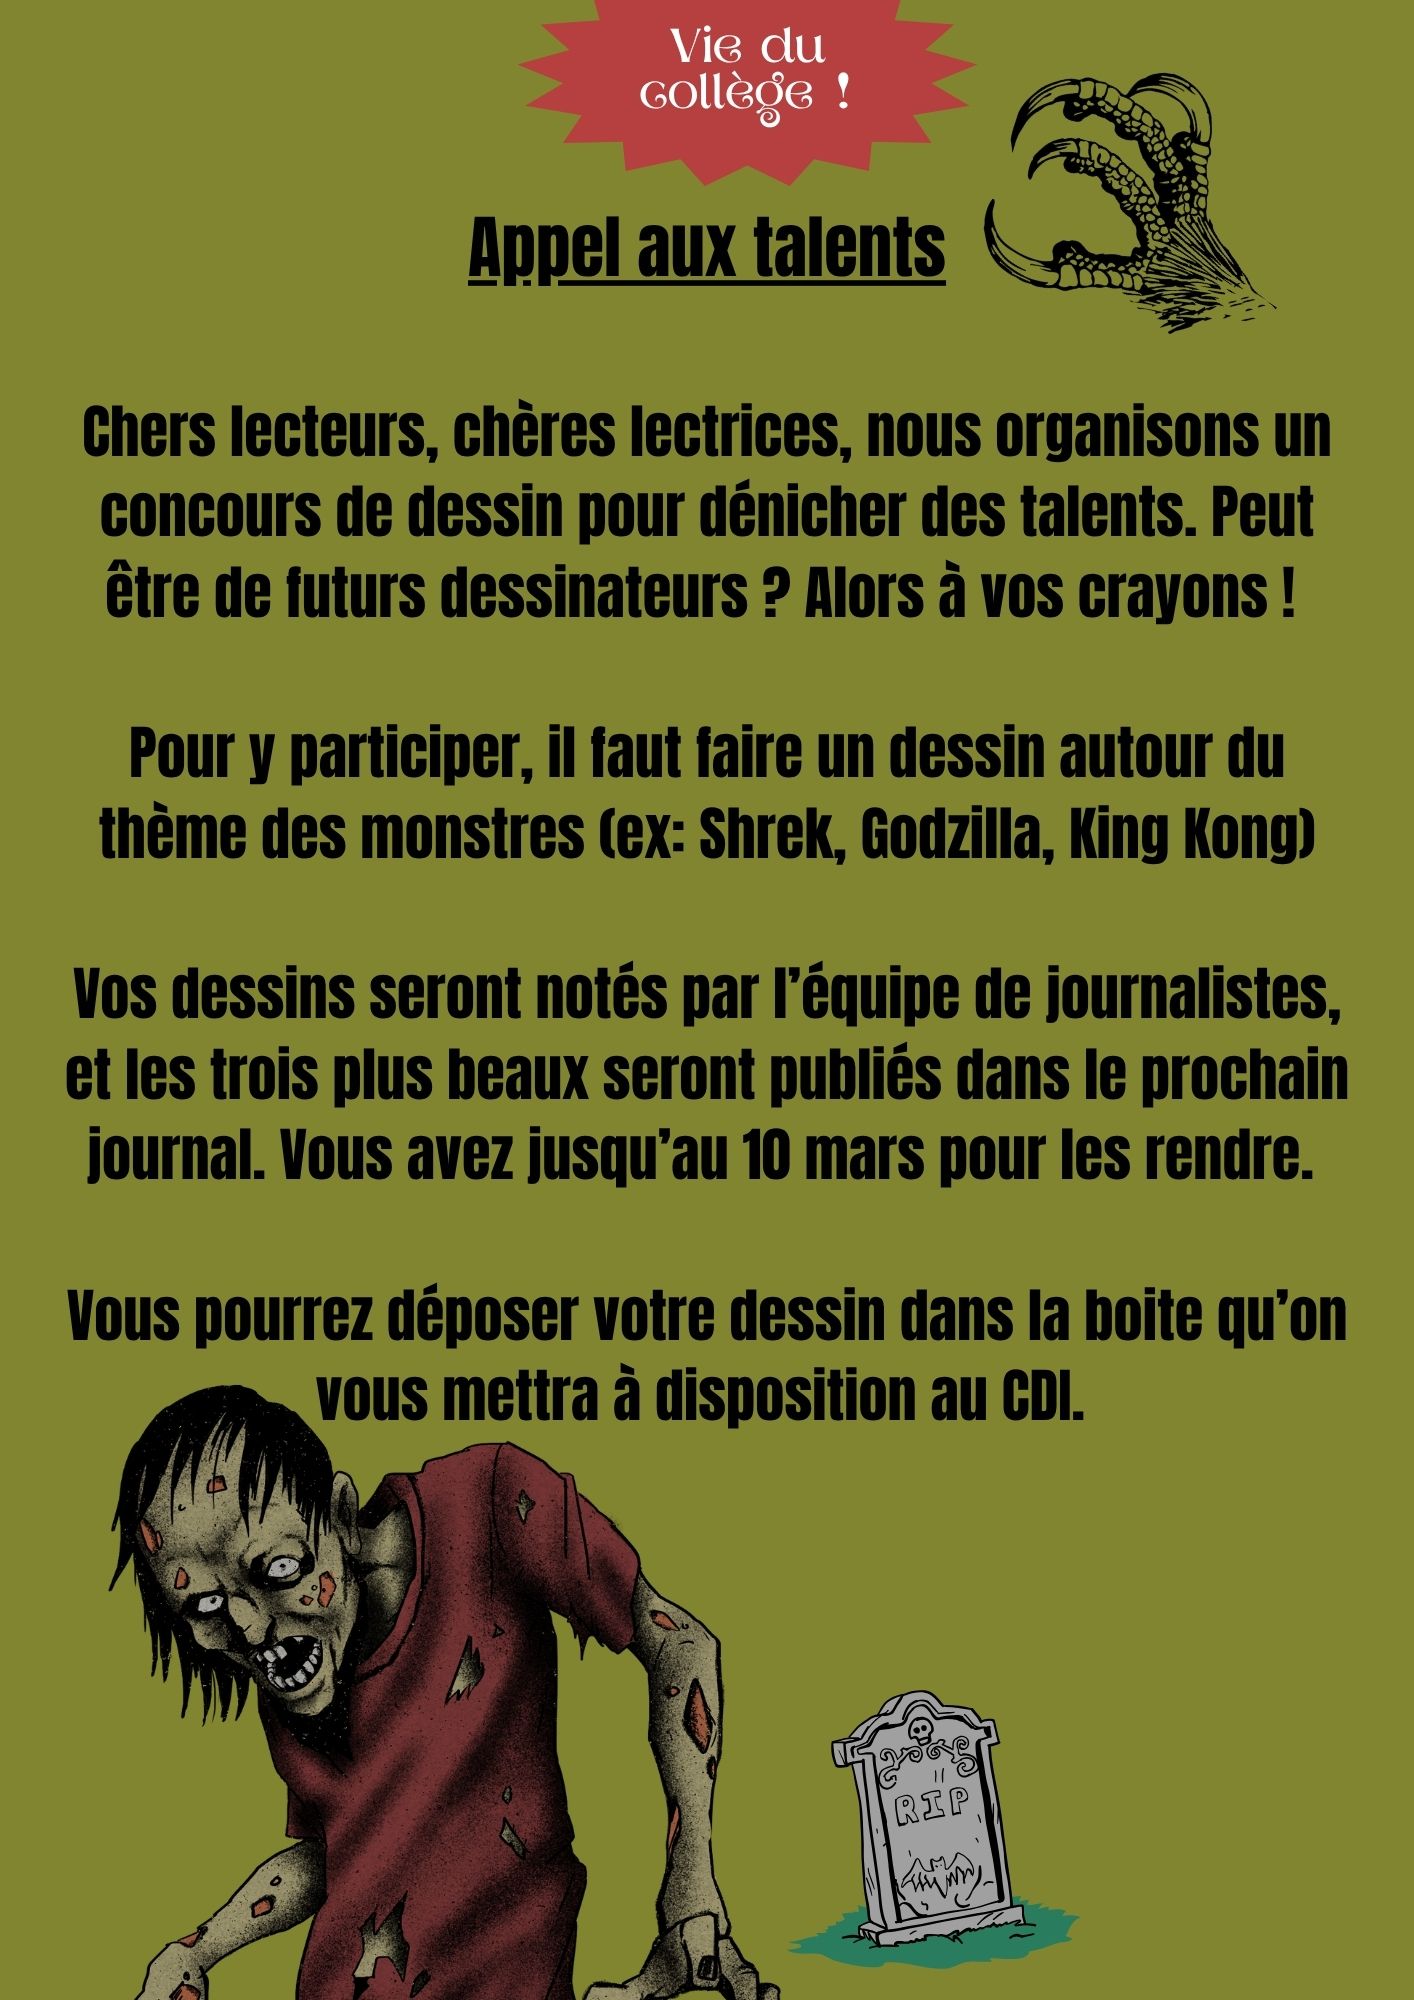 Vie du
collège !
Appel aux talents
Chers lecteurs, chères lectrices, nous organisons un
concours de dessin pour dénicher des talents. Peut
être de futurs dessinateurs ? Alors à vos crayons !
Pour y participer, il faut faire un dessin autour du
thème des monstres (ex: Shrek, Godzilla, King Kong)
Vos dessins seront notés par l’équipe de journalistes,
et les trois plus beaux seront publiés dans le prochain
journal. Vous avez jusqu’au 10 mars pour les rendre.
Vous pourrez déposer votre dessin dans la boite qu’on
vous mettra à disposition au CDI.
RIP